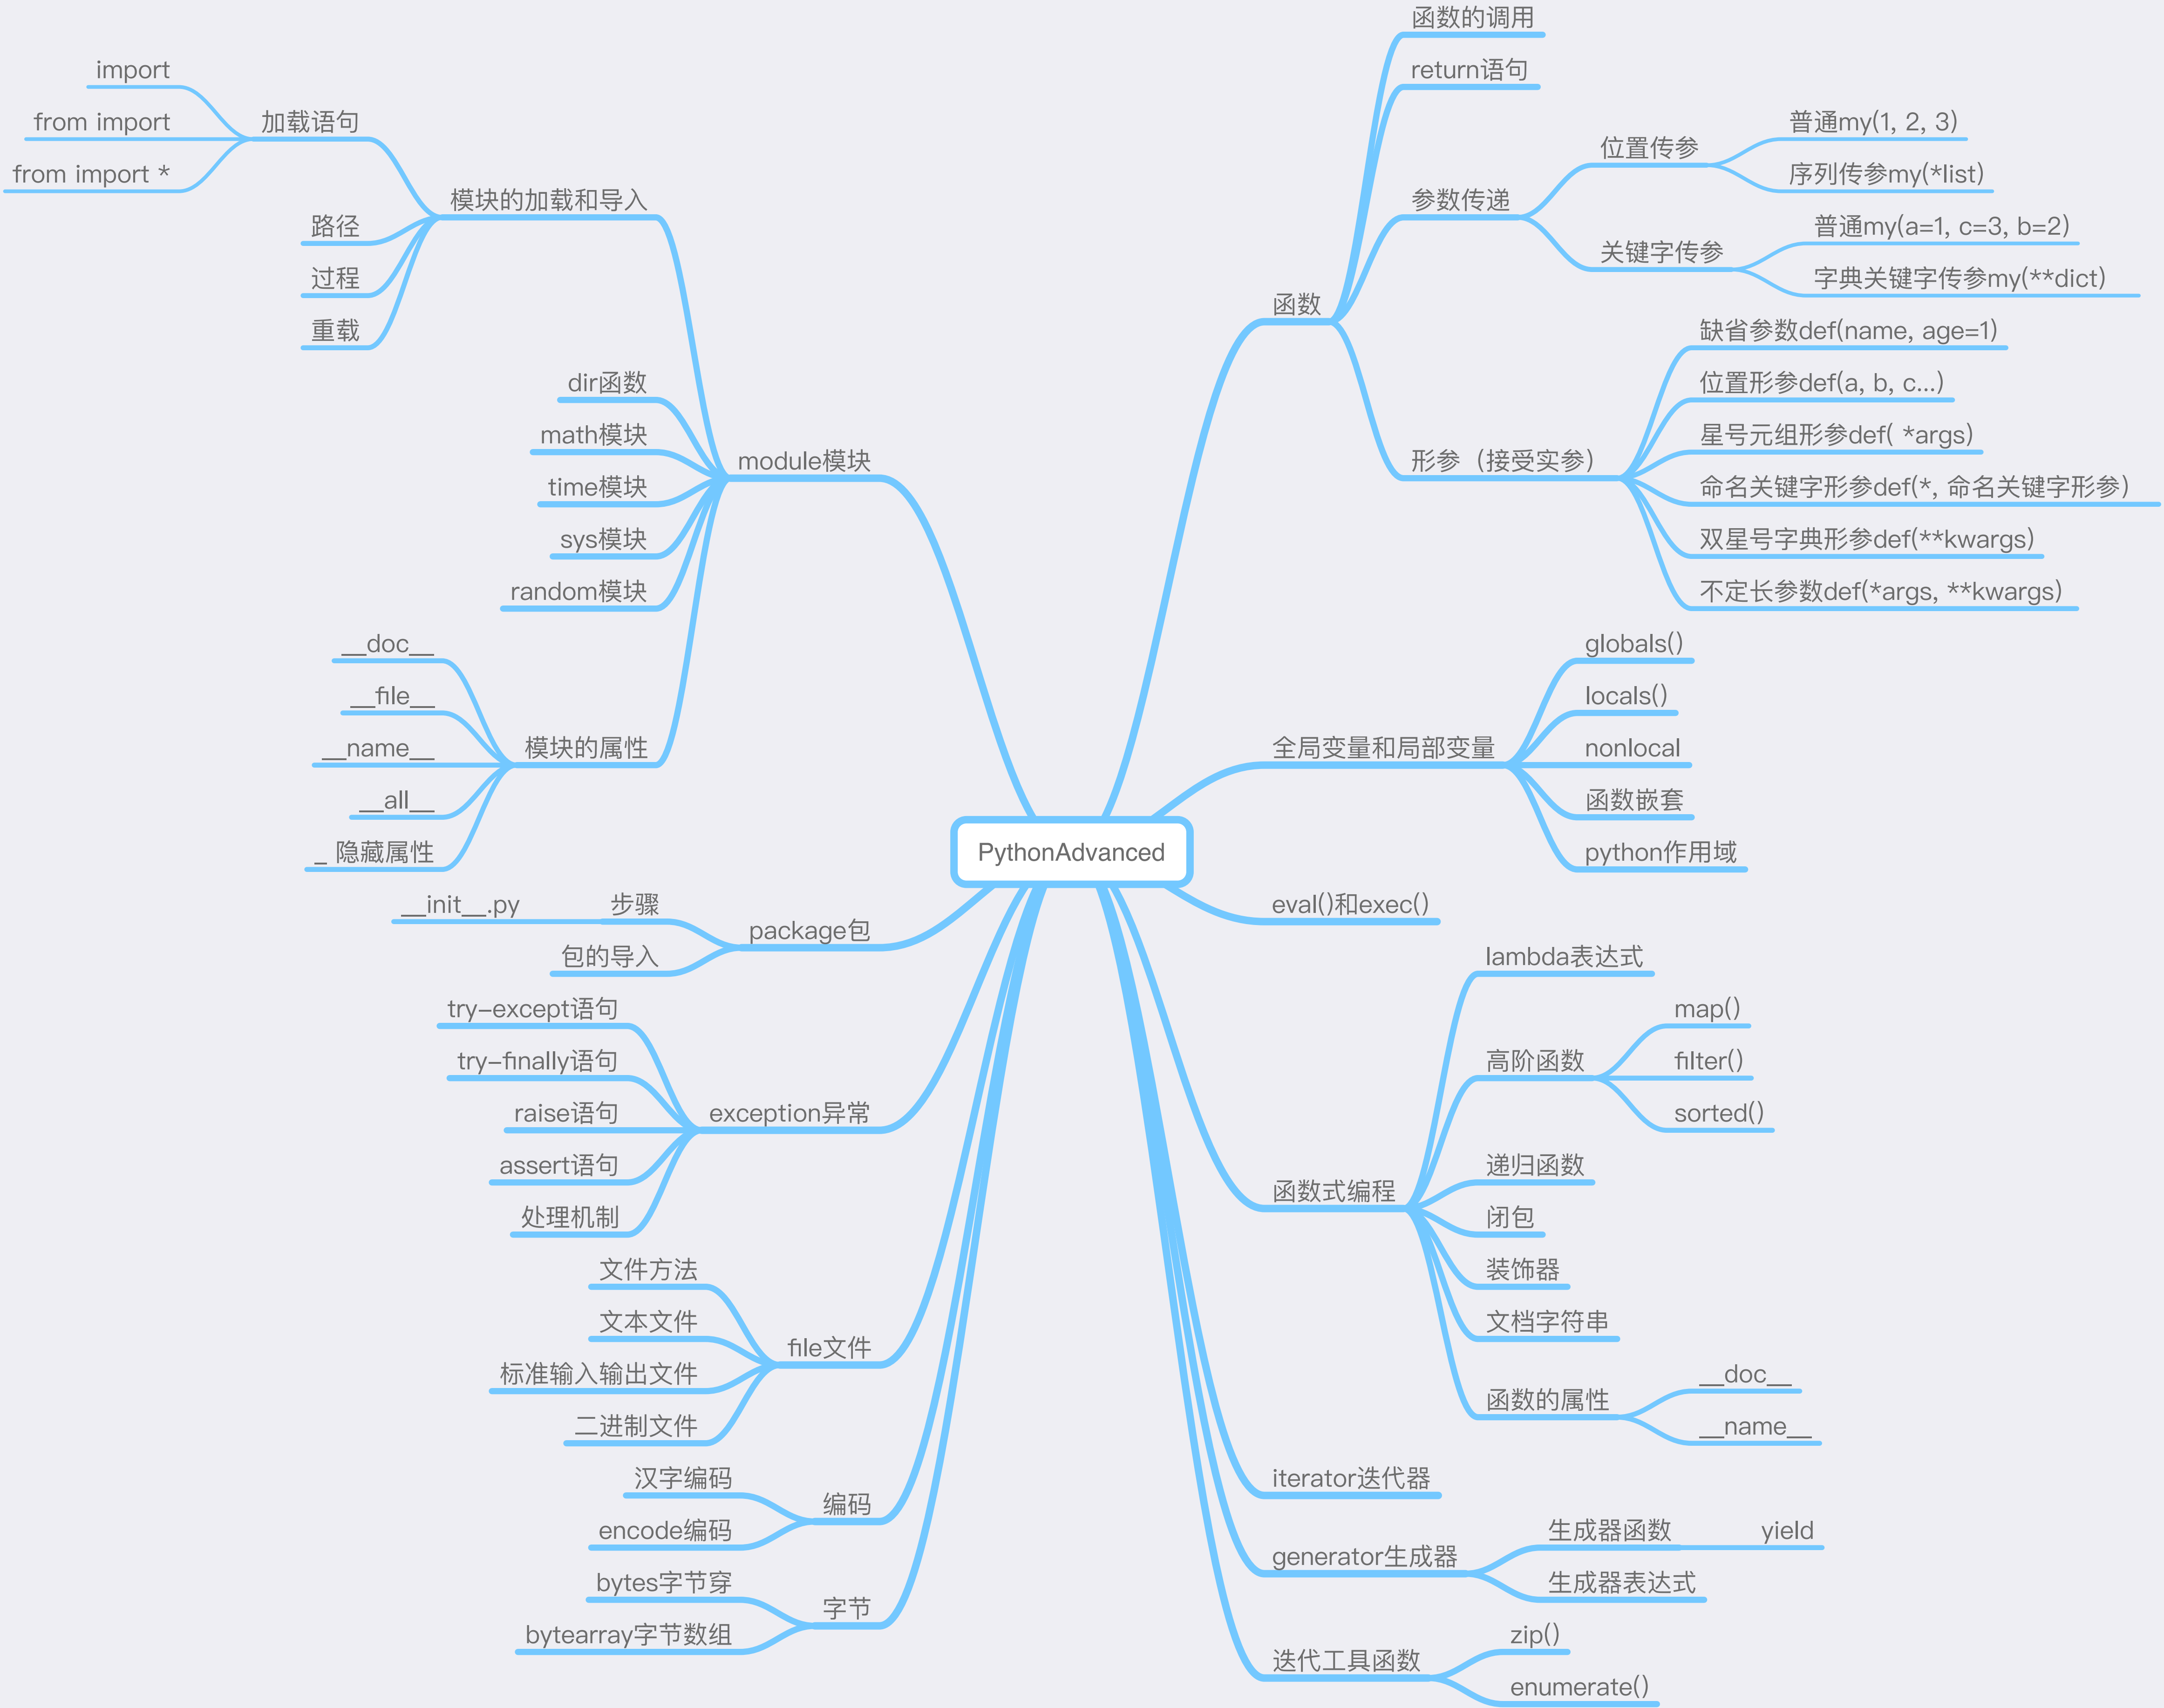 PythonAdvanced
函数
函数的调用
return语句
参数传递
位置传参
普通my(1, 2, 3)
序列传参my(*list)
关键字传参
普通my(a=1, c=3, b=2)
字典关键字传参my(**dict)
形参（接受实参）
缺省参数def(name, age=1)
位置形参def(a, b, c...)
星号元组形参def( *args)
命名关键字形参def(*, 命名关键字形参)
双星号字典形参def(**kwargs)
不定长参数def(*args, **kwargs)
全局变量和局部变量
globals()
locals()
nonlocal
函数嵌套
python作用域
eval()和exec()
函数式编程
lambda表达式
高阶函数
map()
filter()
sorted()
递归函数
闭包
装饰器
文档字符串
函数的属性
__doc__
__name__
iterator迭代器
generator生成器
生成器函数
yield
生成器表达式
迭代工具函数
zip()
enumerate()
module模块
模块的加载和导入
加载语句
import
from import
from import *
路径
过程
重载
dir函数
math模块
time模块
sys模块
random模块
模块的属性
__doc__
__file__
__name__
__all__
_ 隐藏属性
package包
步骤
__init__.py
包的导入
exception异常
try-except语句
try-finally语句
raise语句
assert语句
处理机制
file文件
文件方法
文本文件
标准输入输出文件
二进制文件
编码
汉字编码
encode编码
字节
bytes字节穿
bytearray字节数组